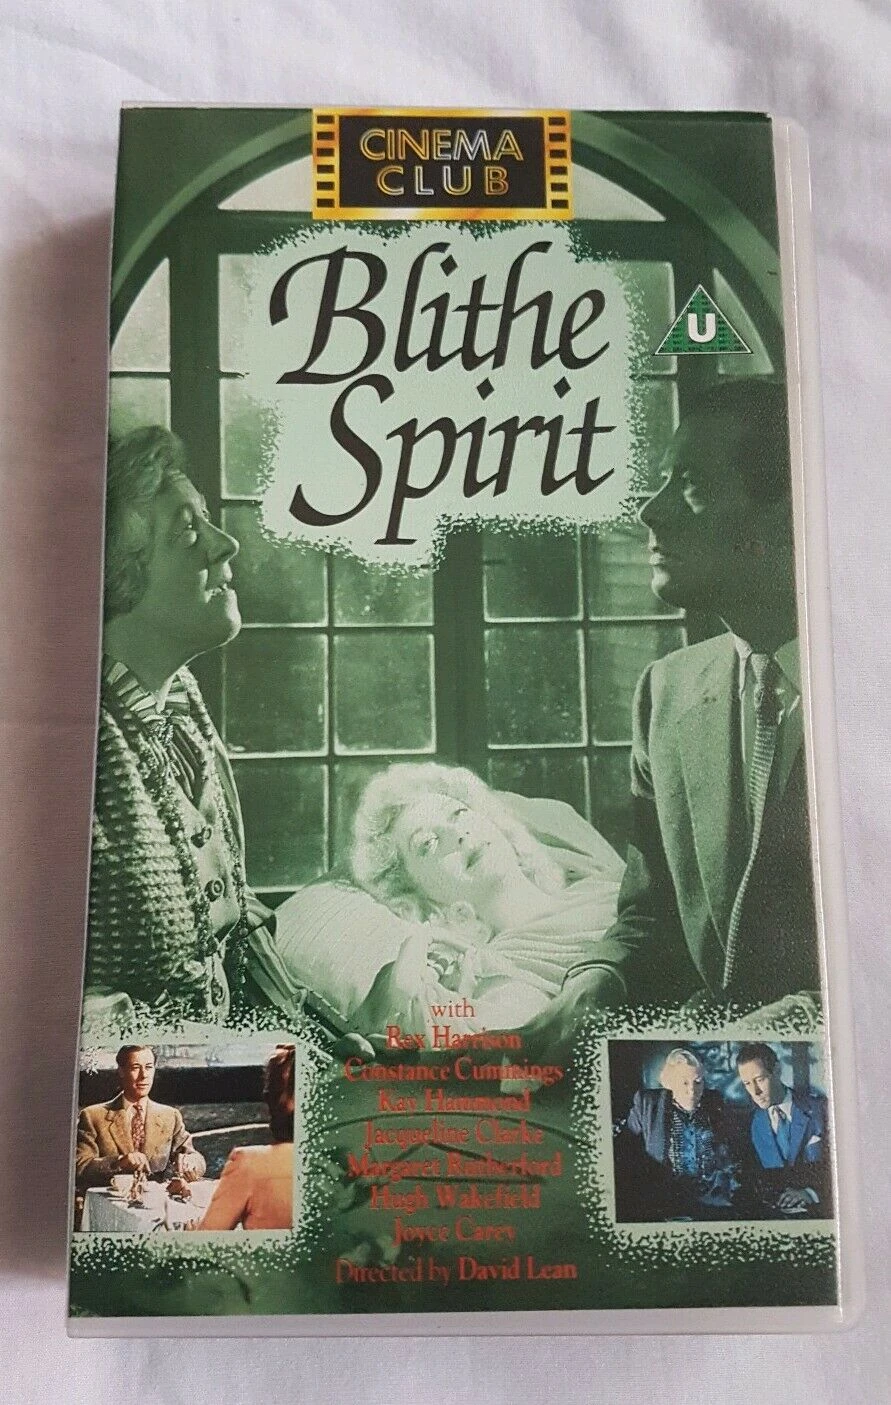 CINEMA
CLUB
Blithe
Spirit
U
with
Rex Harrison
Constance Cummings
Kay Hammond
Jacqueline Clarke
Margaret Rutherford
Hugh Wakefield
Joyce Carey
Directed by David Lean